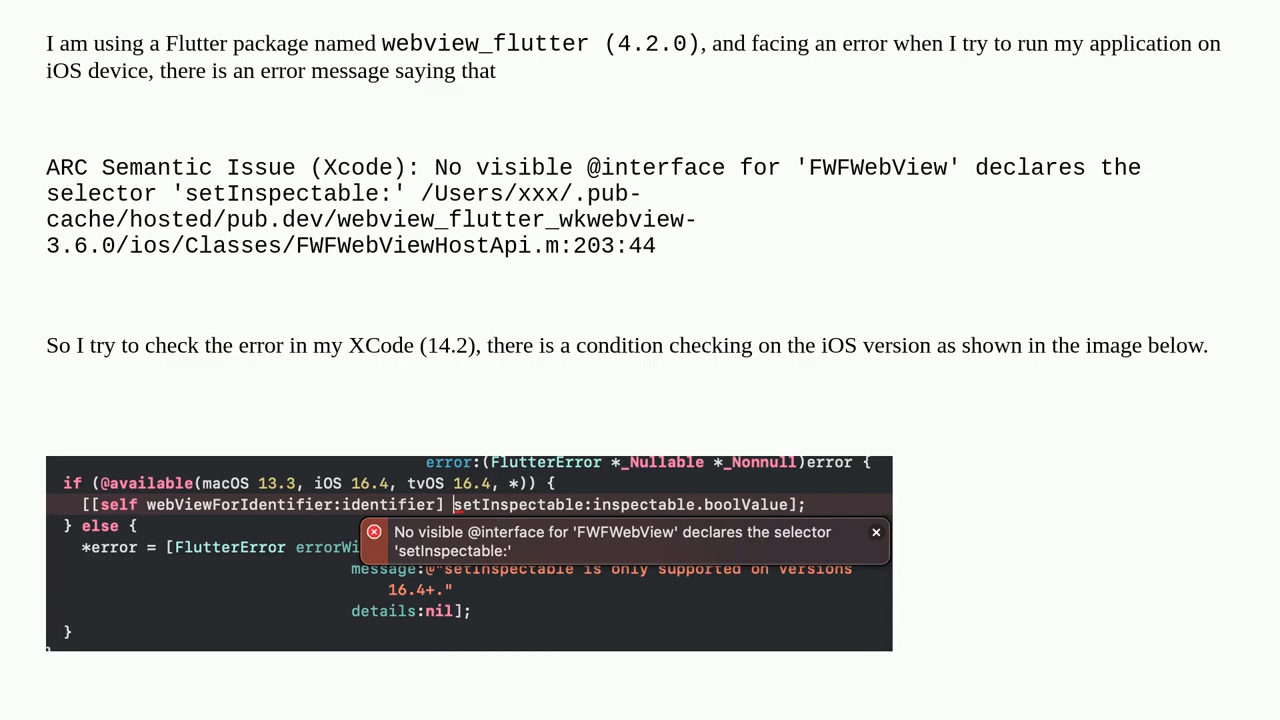 I am using a Flutter package named webview_flutter (4.2.0), and facing an error when I try to run my application on
iOS device, there is an error message saying that
ARC Semantic Issue (Xcode): No visible @interface for 'FWFWebView' declares the
selector 'setInspectable:' /Users/xxx/.pub-
cache/hosted/pub.dev/webview_flutter_wkwebview-
3.6.0/ios/Classes/FWFWebViewHostApi.m:203:44
So I try to check the error in my XCode (14.2), there is a condition checking on the iOS version as shown in the image below.
error:(FlutterError *_Nullable *_Nonnull)error {
if (@available(macOS 13.3, iOS 16.4, tvOS 16.4, *)) {
[[self webViewForIdentifier:identifier] setInspectable:inspectable.boolValue];
} else {
No visible @interface for 'FWFWebView' declares the selector
*error = [FlutterError errorWi
'setInspectable:'
message:@"setInspectable is only supported on versions
16.4+."
details:nil];
}